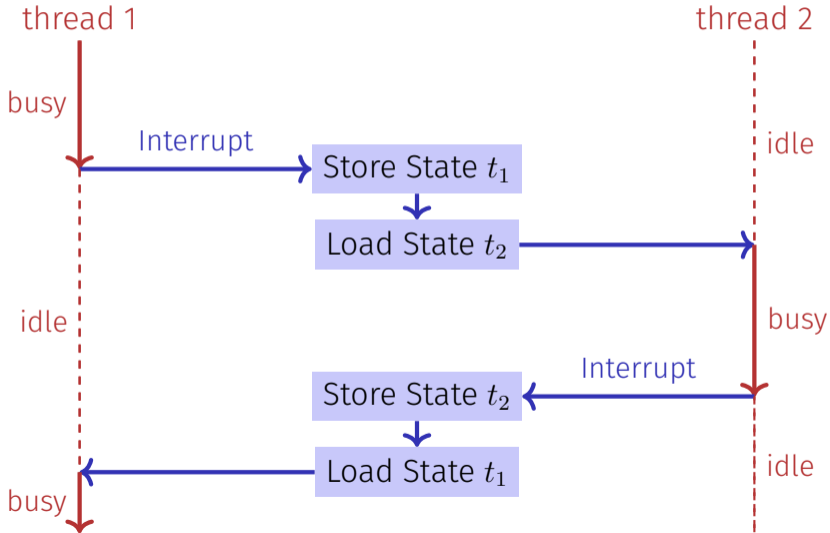 thread 1
thread 2
busy
Interrupt
idle
Store State t₁
Load State t₂
idle
busy
Interrupt
Store State t₂
Load State t₁
idle
busy